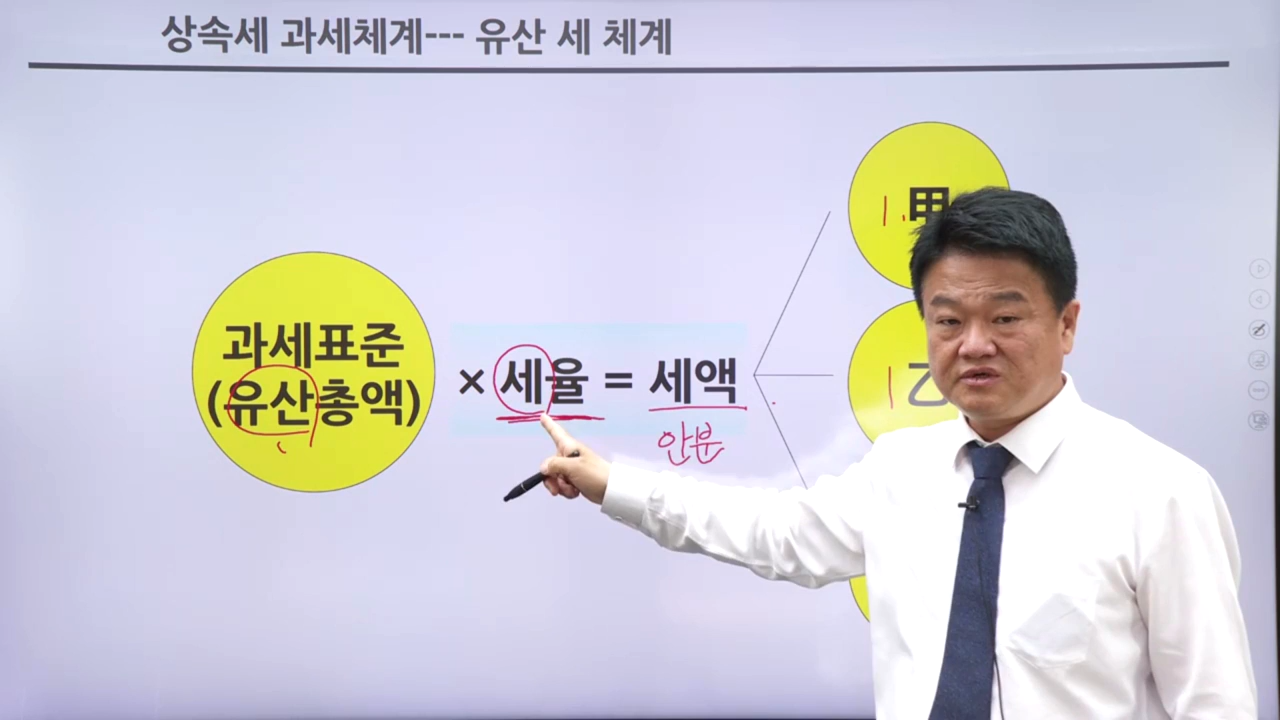 상속세 과세체계--- 유산 세 체계
과세표준
(유산총액)
× 세율 = 세액
안분
1. 甲
1 乙